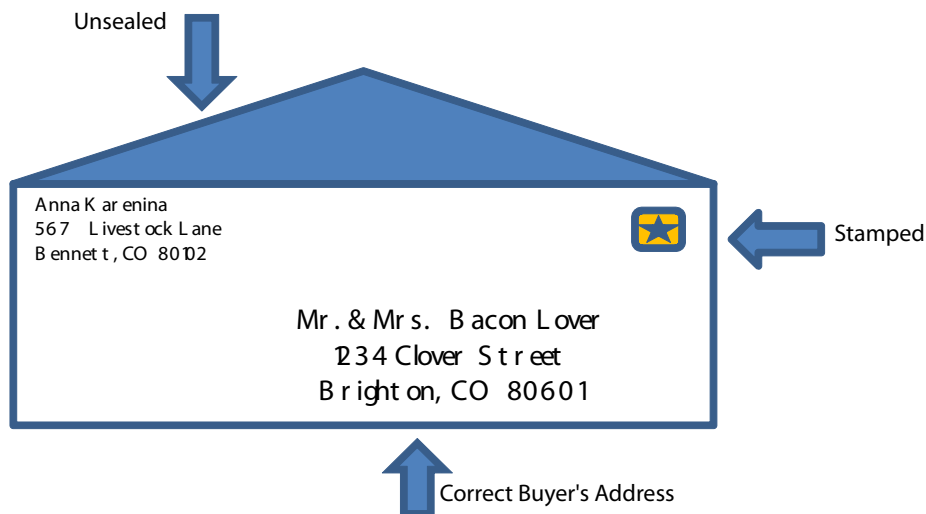 Unsealed
Anna Karenina
567 Livestock Lane
Bennett, CO 80102
Stamped
Mr. & Mrs. Bacon Lover
1234 Clover Street
Brighton, CO 80601
Correct Buyer's Address